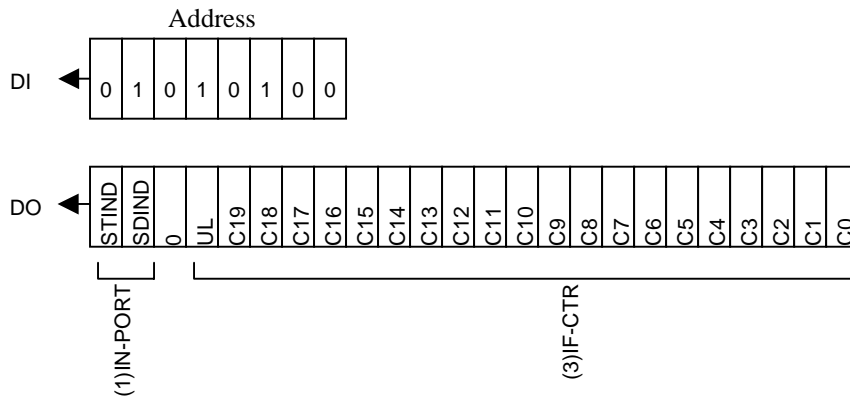 Address
DI 0 1 0 1 0 1 0 0
DO STIND SDIND 0 UL C19 C18 C17 C16 C15 C14 C13 C12 C11 C10 C9 C8 C7 C6 C5 C4 C3 C2 C1 C0
(1)IN-PORT
(3)IF-CTR